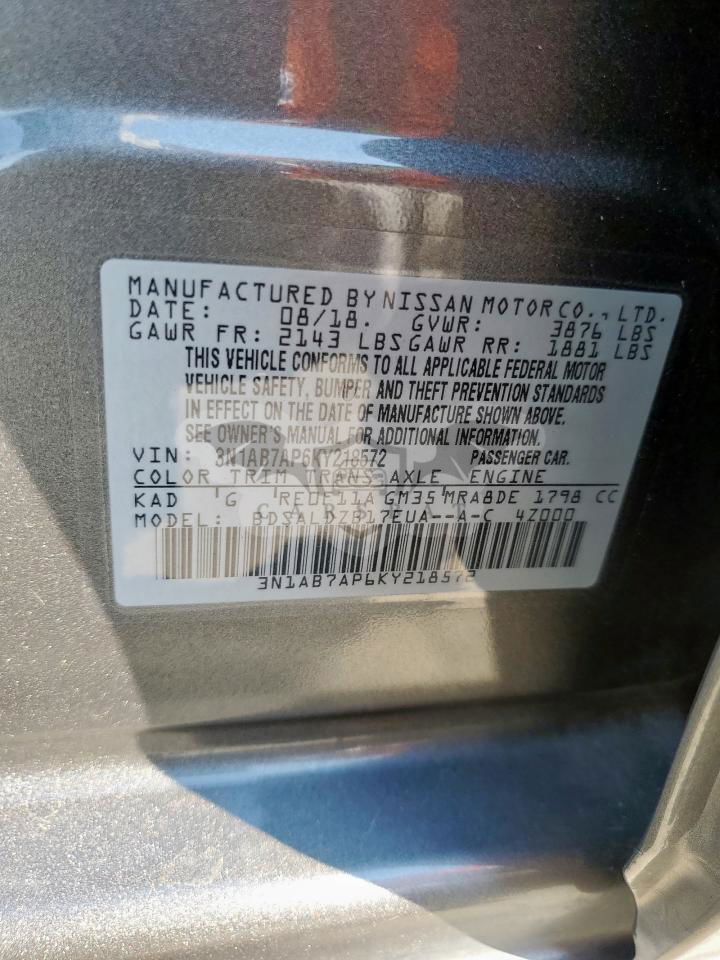 MANUFACTURED BY NISSAN MOTOR CO., LTD.
DATE: 08/18. GVWR: 3876 LBS
GAWR FR: 2143 LBS GAWR RR: 1881 LBS
THIS VEHICLE CONFORMS TO ALL APPLICABLE FEDERAL MOTOR
VEHICLE SAFETY, BUMPER AND THEFT PREVENTION STANDARDS
IN EFFECT ON THE DATE OF MANUFACTURE SHOWN ABOVE.
SEE OWNER'S MANUAL FOR ADDITIONAL INFORMATION.
VIN: 3N1AB7AP6KY218572 PASSENGER CAR.
COLOR TRIM TRANS AXLE ENGINE
KAD G RE0F11A GM35 MRA8DE 1798 CC
MODEL: BDSALDZB17EUA--A-C 4Z000
3N1AB7AP6KY218572